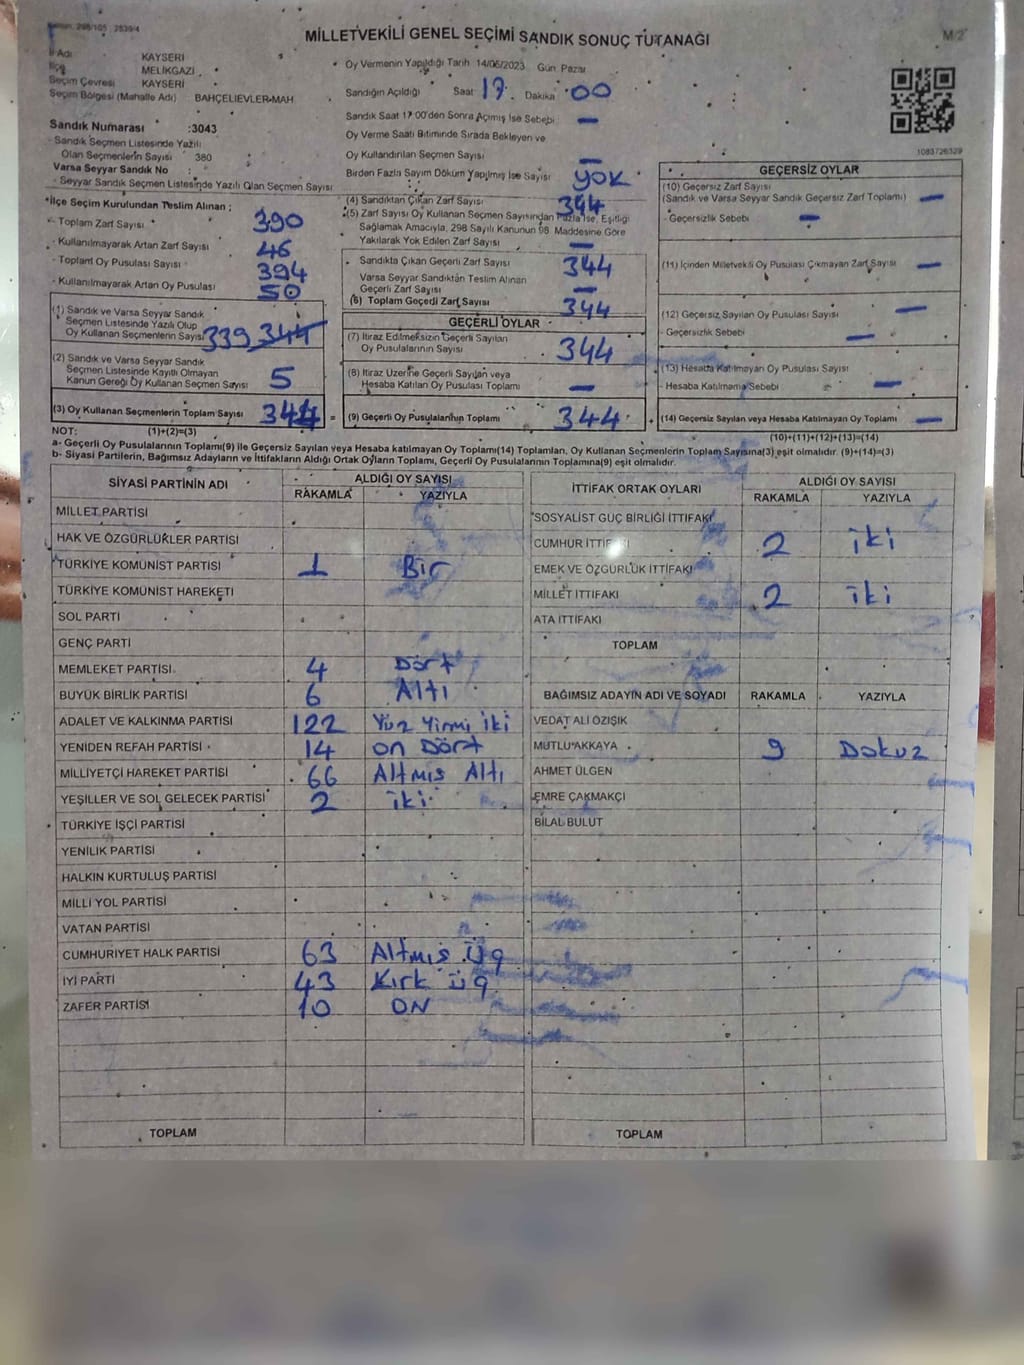 MİLLETVEKİLİ GENEL SEÇİMİ SANDIK SONUÇ TUTANAĞI
M/2
İl Adı KAYSERİ
İlçe MELİKGAZİ
Seçim Çevresi KAYSERİ
Seçim Bölgesi (Mahalle Adı) BAHÇELİEVLER MAH
Oy Vermenin Yapıldığı Tarih 14/05/2023 Gün Pazar
Sandığın Açıldığı Saat 17 Dakika 00
Sandık Saat 17:00'den Sonra Açılmış İse Sebebi –
Oy Verme Saati Bitiminde Sırada Bekleyen ve
Oy Kullandırılan Seçmen Sayısı –
Birden Fazla Sayım Döküm Yapılmış İse Sayısı YOK
1083726329
Sandık Numarası :3043
- Sandık Seçmen Listesinde Yazılı
Olan Seçmenlerin Sayısı 380
Varsa Seyyar Sandık No :
- Seyyar Sandık Seçmen Listesinde Yazılı Olan Seçmen Sayısı
*İlçe Seçim Kurulundan Teslim Alınan ;
- Toplam Zarf Sayısı 390
- Kullanılmayarak Artan Zarf Sayısı 46
- Toplam Oy Pusulası Sayısı 394
- Kullanılmayarak Artan Oy Pusulası 50
(1) Sandık ve Varsa Seyyar Sandık
Seçmen Listesinde Yazılı Olup
Oy Kullanan Seçmenlerin Sayısı 339 344
(2) Sandık ve Varsa Seyyar Sandık
Seçmen Listesinde Kayıtlı Olmayan
Kanun Gereği Oy Kullanan Seçmen Sayısı 5
(3) Oy Kullanan Seçmenlerin Toplam Sayısı 344
(4) Sandıktan Çıkan Zarf Sayısı 344
(5) Zarf Sayısı Oy Kullanan Seçmen Sayısından Fazla İse, Eşitliği
Sağlamak Amacıyla, 298 Sayılı Kanunun 98. Maddesine Göre
Yakılarak Yok Edilen Zarf Sayısı –
Sandıkta Çıkan Geçerli Zarf Sayısı 344
Varsa Seyyar Sandıktan Teslim Alınan
Geçerli Zarf Sayısı –
(6) Toplam Geçerli Zarf Sayısı 344
GEÇERLİ OYLAR
(7) İtiraz Edilmeksizin Geçerli Sayılan
Oy Pusulalarının Sayısı 344
(8) İtiraz Üzerine Geçerli Sayılan veya
Hesaba Katılan Oy Pusulası Toplamı –
= (9) Geçerli Oy Pusulalarının Toplamı 344 +
GEÇERSİZ OYLAR
(10) Geçersiz Zarf Sayısı
(Sandık ve Varsa Seyyar Sandık Geçersiz Zarf Toplamı) –
- Geçersizlik Sebebi –
(11) İçinden Milletvekili Oy Pusulası Çıkmayan Zarf Sayısı –
(12) Geçersiz Sayılan Oy Pusulası Sayısı –
- Geçersizlik Sebebi –
(13) Hesaba Katılmayan Oy Pusulası Sayısı
- Hesaba Katılmama Sebebi –
(14) Geçersiz Sayılan veya Hesaba Katılmayan Oy Toplamı –
NOT: (1)+(2)=(3) (10)+(11)+(12)+(13)=(14)
a- Geçerli Oy Pusulalarının Toplamı(9) ile Geçersiz Sayılan veya Hesaba katılmayan Oy Toplamı(14) Toplamları, Oy Kullanan Seçmenlerin Toplam Sayısına(3) eşit olmalıdır. (9)+(14)=(3)
b- Siyasi Partilerin, Bağımsız Adayların ve İttifakların Aldığı Ortak Oyların Toplamı, Geçerli Oy Pusulalarının Toplamına(9) eşit olmalıdır.
SİYASİ PARTİNİN ADI ALDIĞI OY SAYISI
RAKAMLA YAZIYLA
MİLLET PARTİSİ
HAK VE ÖZGÜRLÜKLER PARTİSİ
TÜRKİYE KOMÜNİST PARTİSİ 1 Bir
TÜRKİYE KOMÜNİST HAREKETİ
SOL PARTİ
GENÇ PARTİ
MEMLEKET PARTİSİ 4 Dört
BÜYÜK BİRLİK PARTİSİ 6 Altı
ADALET VE KALKINMA PARTİSİ 122 Yüz Yirmi iki
YENİDEN REFAH PARTİSİ 14 on Dört
MİLLİYETÇİ HAREKET PARTİSİ 66 Altmış Altı
YEŞİLLER VE SOL GELECEK PARTİSİ 2 iki
TÜRKİYE İŞÇİ PARTİSİ
YENİLİK PARTİSİ
HALKIN KURTULUŞ PARTİSİ
MİLLİ YOL PARTİSİ
VATAN PARTİSİ
CUMHURİYET HALK PARTİSİ 63 Altmış Üç
İYİ PARTİ 43 Kırk üç
ZAFER PARTİSİ 10 ON
TOPLAM
İTTİFAK ORTAK OYLARI ALDIĞI OY SAYISI
RAKAMLA YAZIYLA
SOSYALİST GÜÇ BİRLİĞİ İTTİFAKI
CUMHUR İTTİFAKI 2 iki
EMEK VE ÖZGÜRLÜK İTTİFAKI
MİLLET İTTİFAKI 2 iki
ATA İTTİFAKI
TOPLAM
BAĞIMSIZ ADAYIN ADI VE SOYADI RAKAMLA YAZIYLA
VEDAT ALİ ÖZIŞIK
MUTLU AKKAYA 9 Dokuz
AHMET ÜLGEN
EMRE ÇAKMAKÇI
BİLAL BULUT
TOPLAM